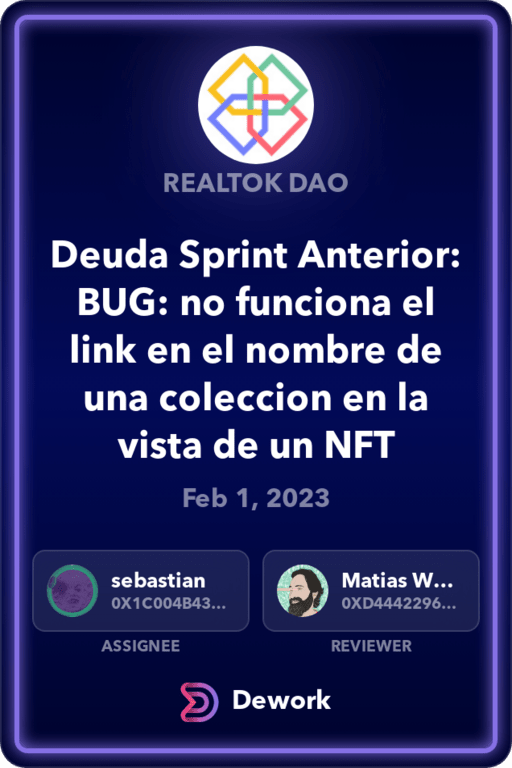 REALTOK DAO
Deuda Sprint Anterior:
BUG: no funciona el
link en el nombre de
una coleccion en la
vista de un NFT
Feb 1, 2023
sebastian
0X1C004B43...
ASSIGNEE
Matias W...
0XD4442296...
REVIEWER
Dework